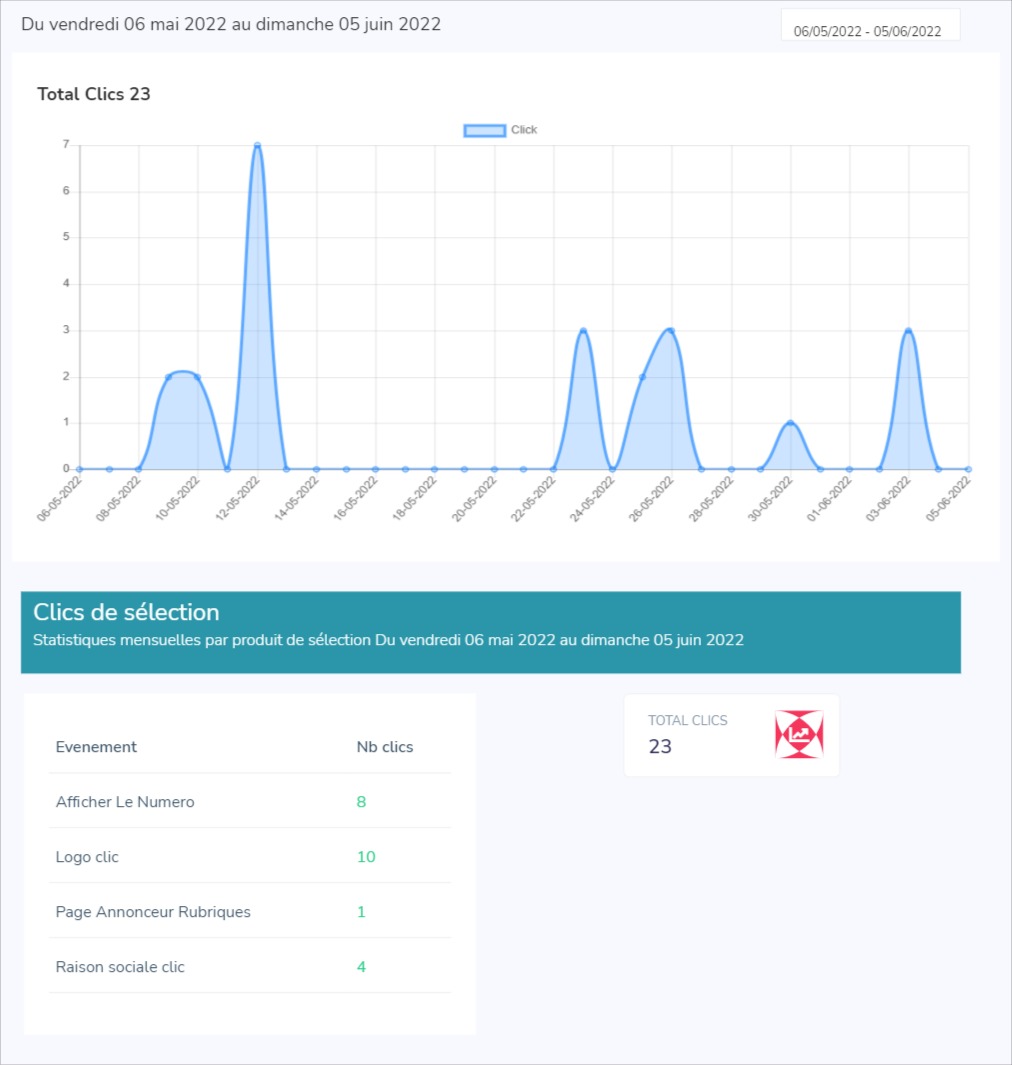 Du vendredi 06 mai 2022 au dimanche 05 juin 2022
06/05/2022 - 05/06/2022
Total Clics 23
Click
7
6
5
4
3
2
1
0
06-05-2022
08-05-2022
10-05-2022
12-05-2022
14-05-2022
16-05-2022
18-05-2022
20-05-2022
22-05-2022
24-05-2022
26-05-2022
28-05-2022
30-05-2022
01-06-2022
03-06-2022
05-06-2022
Clics de sélection
Statistiques mensuelles par produit de sélection Du vendredi 06 mai 2022 au dimanche 05 juin 2022
Evenement Nb clics
Afficher Le Numero 8
Logo clic 10
Page Annonceur Rubriques 1
Raison sociale clic 4
TOTAL CLICS
23